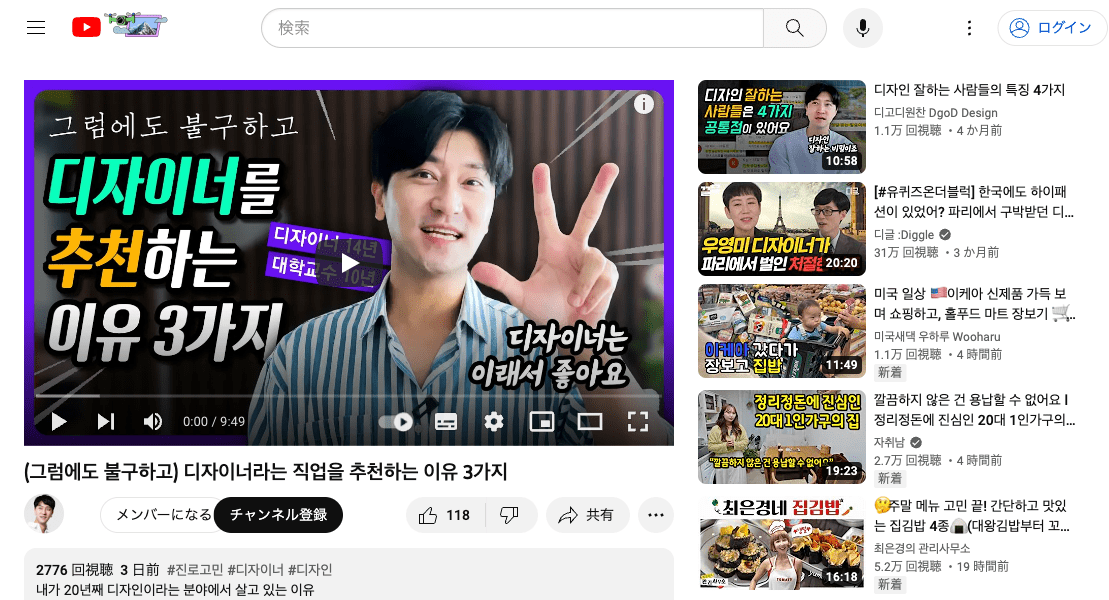 検索
ログイン
그럼에도 불구하고
디자이너를
추천하는
이유 3가지
디자이너 14년
대학교수 10년
디자이너는
이래서 좋아요
0:00 / 9:49
(그럼에도 불구하고) 디자이너라는 직업을 추천하는 이유 3가지
メンバーになる
チャンネル登録
118
共有
2776 回視聴 3 日前 #진로고민 #디자이너 #디자인
내가 20년째 디자인이라는 분야에서 살고 있는 이유
디자인 잘하는
사람들은 4가지
공통점이 있어요
디자인
잘하는 비밀이죠
10:58
디자인 잘하는 사람들의 특징 4가지
디고디원찬 DgoD Design
1.1万 回視聴 ・4 か月前
우영미 디자이너가
파리에서 벌인 처절한
20:20
[#유퀴즈온더블럭] 한국에도 하이패
션이 있었어? 파리에서 구박받던 디...
디글 :Diggle
31万 回視聴 ・3 か月前
이케아 갔다가
장보고 집밥
11:49
미국 일상 🇺🇸이케아 신제품 가득 보
며 쇼핑하고, 홀푸드 마트 장보기 🛒...
미국새댁 우하루 Wooharu
1.1万 回視聴 ・4 時間前
新着
정리정돈에 진심인
20대 1인가구의 집
"깔끔하지 않은건 용납할 수 없어요"
19:23
깔끔하지 않은 건 용납할 수 없어요 I
정리정돈에 진심인 20대 1인가구의...
자취남
2.7万 回視聴 ・4 時間前
新着
최은경네 집김밥
16:18
🤔주말 메뉴 고민 끝! 간단하고 맛있
는 집김밥 4종🍙(대왕김밥부터 꼬...
최은경의 관리사무소
5.2万 回視聴 ・19 時間前
新着